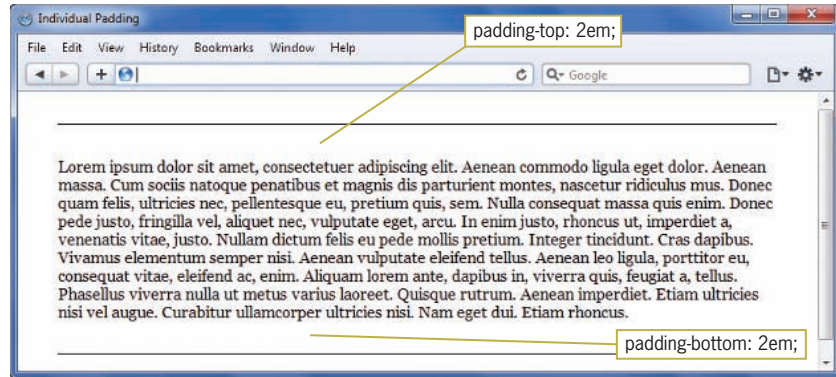 Individual Padding
padding-top: 2em;
File Edit View History Bookmarks Window Help
Google
Lorem ipsum dolor sit amet, consectetuer adipiscing elit. Aenean commodo ligula eget dolor. Aenean
massa. Cum sociis natoque penatibus et magnis dis parturient montes, nascetur ridiculus mus. Donec
quam felis, ultricies nec, pellentesque eu, pretium quis, sem. Nulla consequat massa quis enim. Donec
pede justo, fringilla vel, aliquet nec, vulputate eget, arcu. In enim justo, rhoncus ut, imperdiet a,
venenatis vitae, justo. Nullam dictum felis eu pede mollis pretium. Integer tincidunt. Cras dapibus.
Vivamus elementum semper nisi. Aenean vulputate eleifend tellus. Aenean leo ligula, porttitor eu,
consequat vitae, eleifend ac, enim. Aliquam lorem ante, dapibus in, viverra quis, feugiat a, tellus.
Phasellus viverra nulla ut metus varius laoreet. Quisque rutrum. Aenean imperdiet. Etiam ultricies
nisi vel augue. Curabitur ullamcorper ultricies nisi. Nam eget dui. Etiam rhoncus.
padding-bottom: 2em;